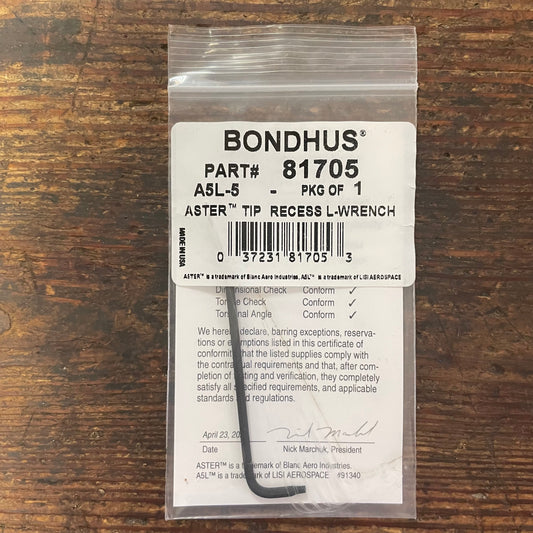 BONDHUS®
PART# 81705
A5L-5 - PKG OF 1
ASTER™ TIP RECESS L-WRENCH
MADE IN USA
0 37231 81705 3
ASTER™ is a trademark of Blanc Aero Industries, A5L™ is a trademark of LISI AEROSPACE
Dimensional Check Conform ✓
Torque Check Conform ✓
Torsional Angle Conform ✓
We hereby declare, barring exceptions, reserva-
tions or exemptions listed in this certificate of
conformity that the listed supplies comply with
the contractual requirements and that, after com-
pletion of testing and verification, they completely
satisfy all specified requirements, and applicable
standards and regulations.
April 23, 20
Date Nick Marchuk, President
ASTER™ is a trademark of Blanc Aero Industries.
A5L™ is a trademark of LISI AEROSPACE #91340